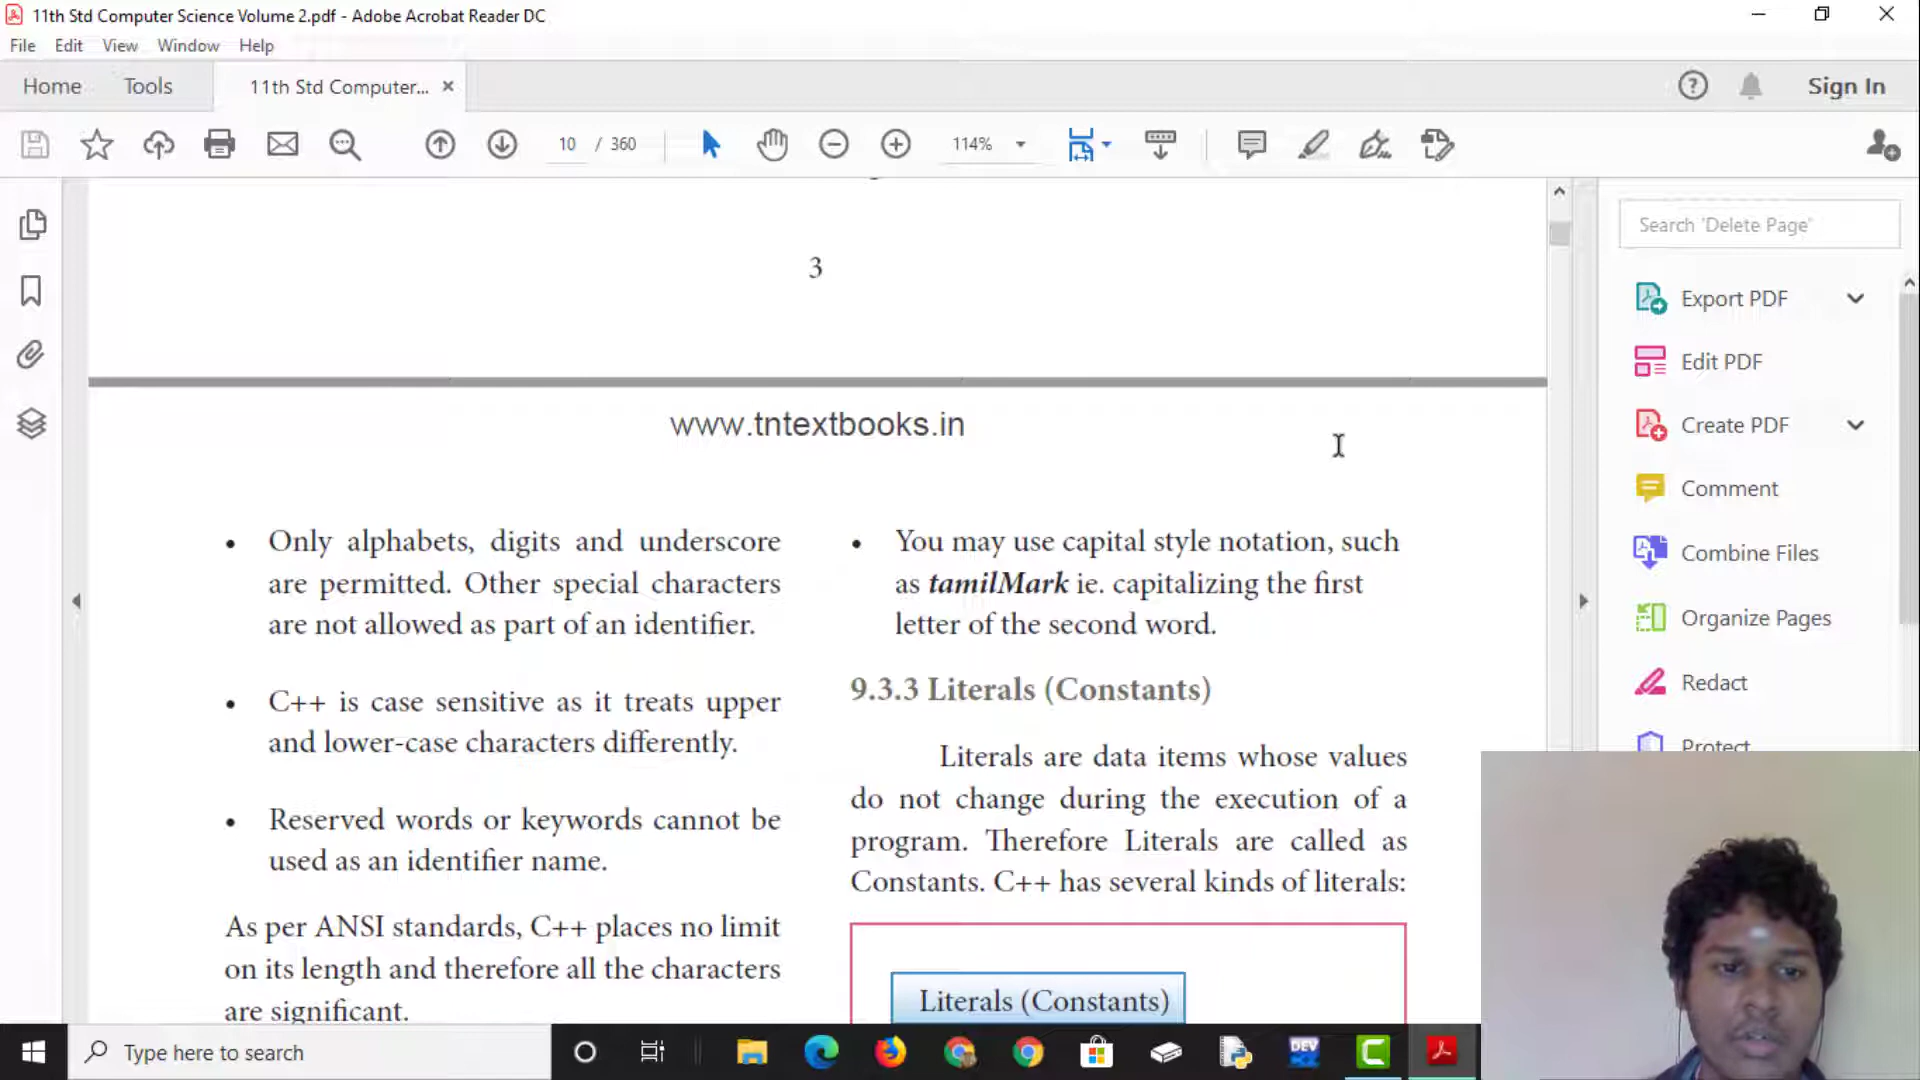 11th Std Computer Science Volume 2.pdf - Adobe Acrobat Reader DC
File Edit View Window Help
Home Tools 11th Std Computer... × Sign In
10 / 360 114%
Search 'Delete Page'
Export PDF
Edit PDF
Create PDF
Comment
Combine Files
Organize Pages
Redact
Protect
3
www.tntextbooks.in
• Only alphabets, digits and underscore
are permitted. Other special characters
are not allowed as part of an identifier.
• C++ is case sensitive as it treats upper
and lower-case characters differently.
• Reserved words or keywords cannot be
used as an identifier name.
As per ANSI standards, C++ places no limit
on its length and therefore all the characters
are significant.
• You may use capital style notation, such
as tamilMark ie. capitalizing the first
letter of the second word.
9.3.3 Literals (Constants)
Literals are data items whose values
do not change during the execution of a
program. Therefore Literals are called as
Constants. C++ has several kinds of literals:
Literals (Constants)
Type here to search
DEV